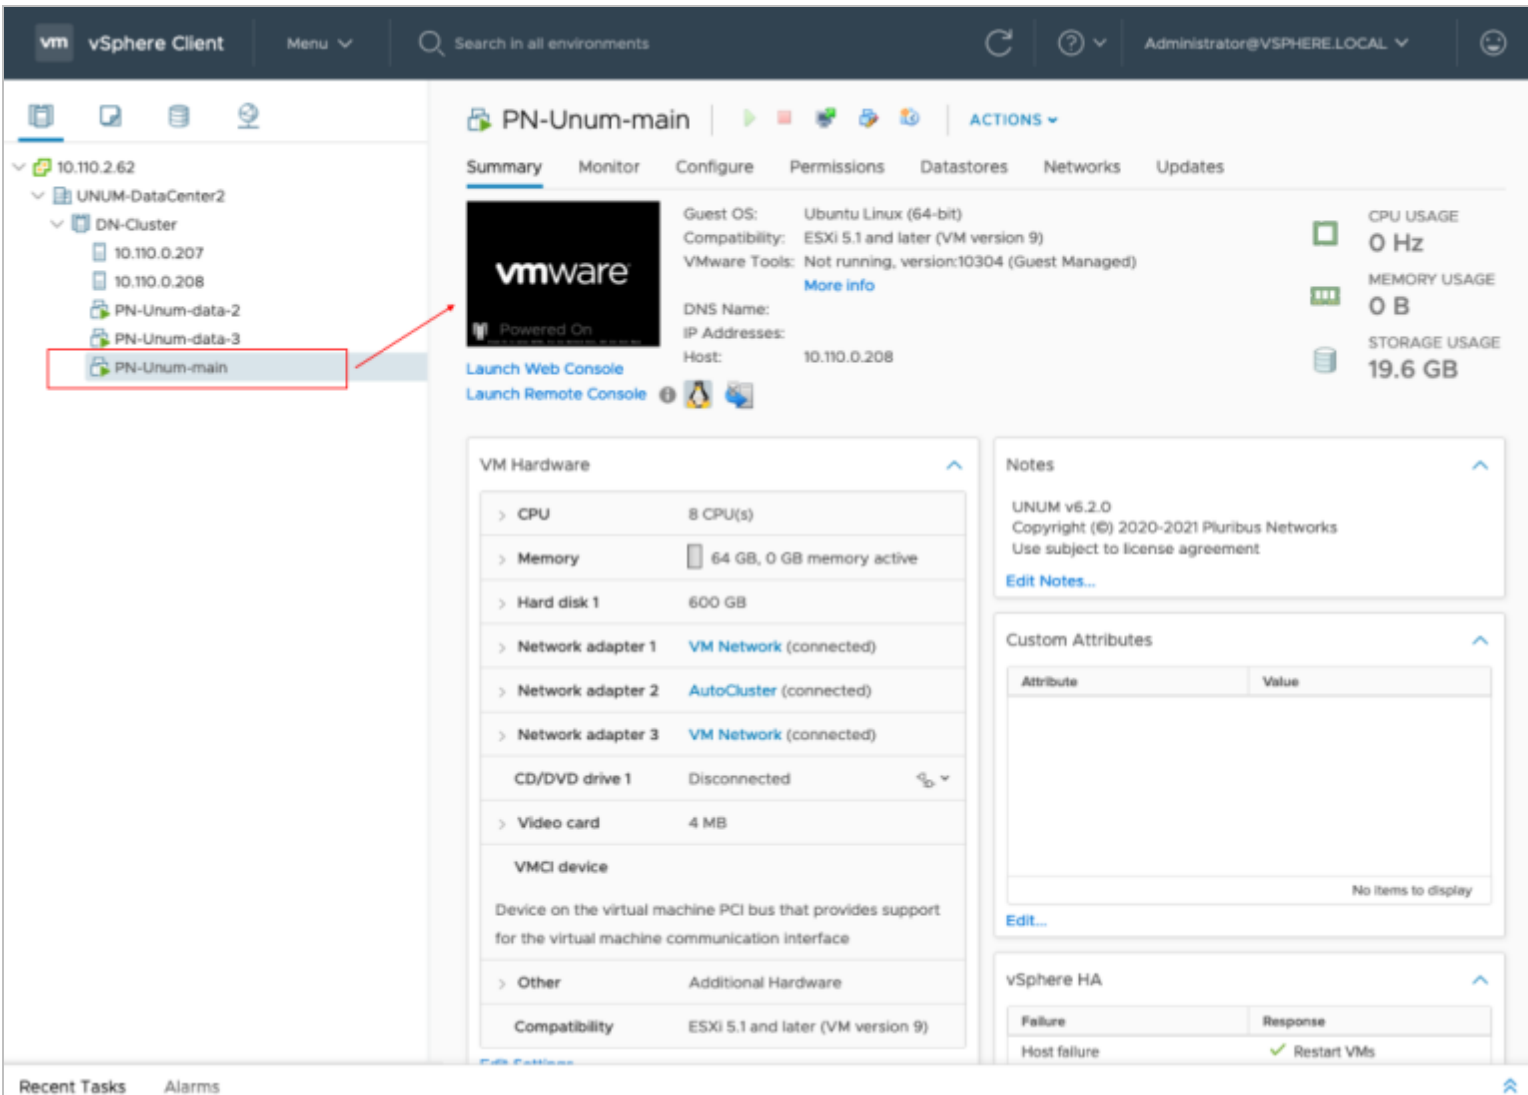 vm vSphere Client Menu Search in all environments Administrator@VSPHERE.LOCAL
10.110.2.62
UNUM-DataCenter2
DN-Cluster
10.110.0.207
10.110.0.208
PN-Unum-data-2
PN-Unum-data-3
PN-Unum-main
PN-Unum-main ACTIONS
Summary Monitor Configure Permissions Datastores Networks Updates
vmware
Powered On
Launch Web Console
Launch Remote Console
Guest OS: Ubuntu Linux (64-bit)
Compatibility: ESXi 5.1 and later (VM version 9)
VMware Tools: Not running, version:10304 (Guest Managed)
More info
DNS Name:
IP Addresses:
Host: 10.110.0.208
CPU USAGE
0 Hz
MEMORY USAGE
0 B
STORAGE USAGE
19.6 GB
VM Hardware
CPU 8 CPU(s)
Memory 64 GB, 0 GB memory active
Hard disk 1 600 GB
Network adapter 1 VM Network (connected)
Network adapter 2 AutoCluster (connected)
Network adapter 3 VM Network (connected)
CD/DVD drive 1 Disconnected
Video card 4 MB
VMCI device
Device on the virtual machine PCI bus that provides support
for the virtual machine communication interface
Other Additional Hardware
Compatibility ESXi 5.1 and later (VM version 9)
Edit Settings
Notes
UNUM v6.2.0
Copyright (©) 2020-2021 Pluribus Networks
Use subject to license agreement
Edit Notes...
Custom Attributes
Attribute Value
No items to display
Edit...
vSphere HA
Failure Response
Host failure Restart VMs
Recent Tasks Alarms